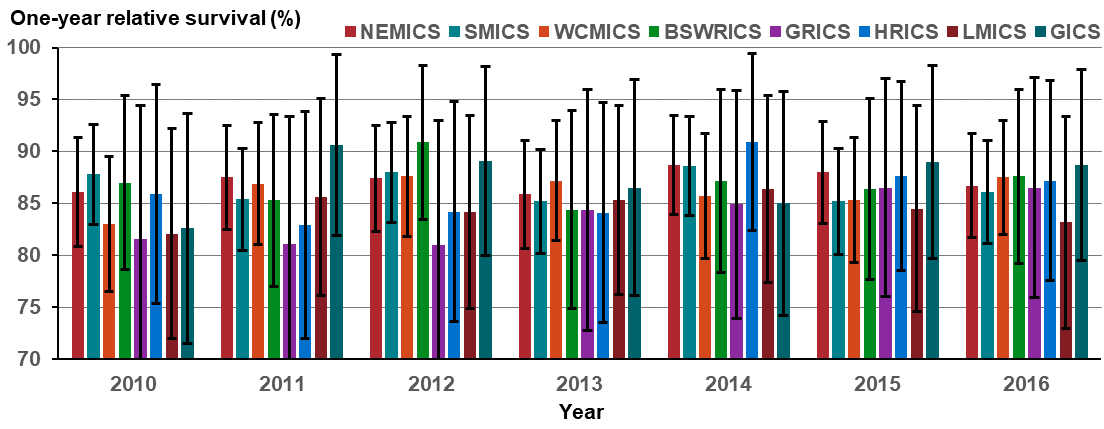 One-year relative survival (%)
NEMICS SMICS WCMICS BSWRICS GRICS HRICS LMICS GICS
100
95
90
85
80
75
70
2010 2011 2012 2013 2014 2015 2016
Year